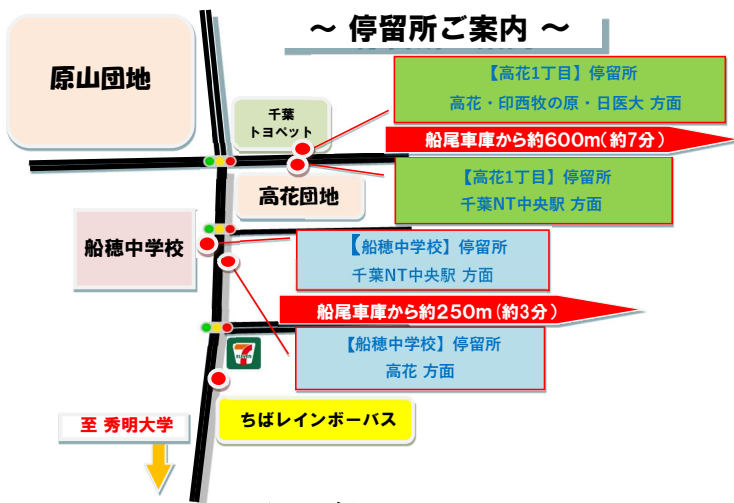 ～ 停留所ご案内 ～
原山団地
千葉
トヨペット
【高花1丁目】停留所
高花・印西牧の原・日医大 方面
船尾車庫から約600m(約7分)
【高花1丁目】停留所
千葉NT中央駅 方面
高花団地
船穂中学校
【船穂中学校】停留所
千葉NT中央駅 方面
船尾車庫から約250m(約3分)
【船穂中学校】停留所
高花 方面
7
ELEVEN
ちばレインボーバス
至 秀明大学